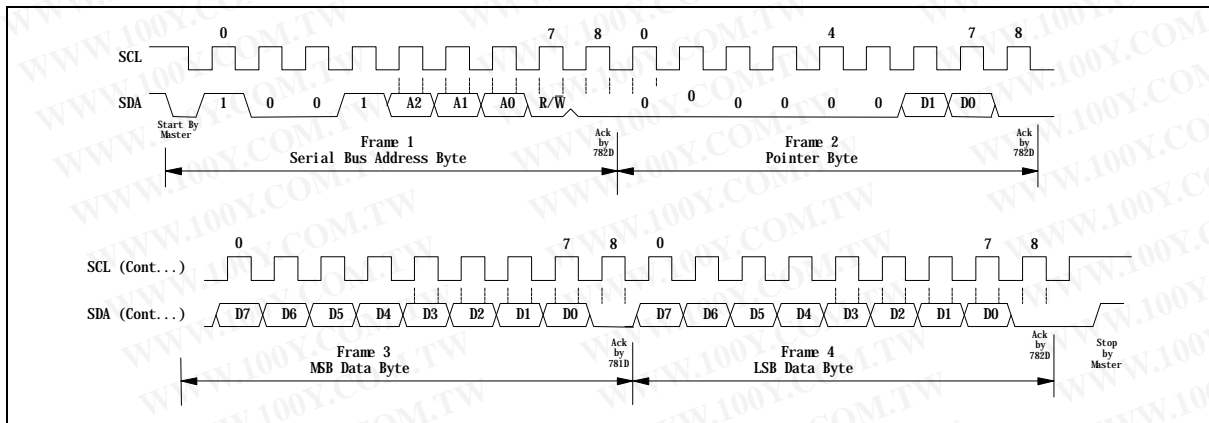 0 7 8 0 4 7 8
SCL
SDA 1 0 0 1 A2 A1 A0 R/W 0 0 0 0 0 0 D1 D0
Start By
Master
Frame 1
Serial Bus Address Byte
Ack
by
782D
Frame 2
Pointer Byte
Ack
by
782D
0 7 8 0 7 8
SCL (Cont...)
SDA (Cont...) D7 D6 D5 D4 D3 D2 D1 D0 D7 D6 D5 D4 D3 D2 D1 D0
Frame 3
MSB Data Byte
Ack
by
781D
Frame 4
LSB Data Byte
Ack
by
782D
Stop
by
Master
WWW.100Y.COM.TW